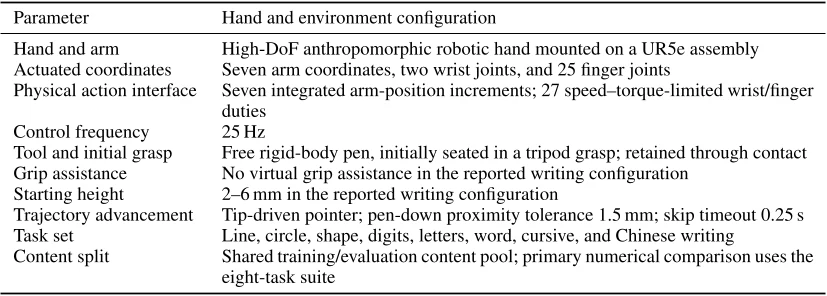 Parameter Hand and environment configuration
Hand and arm High-DoF anthropomorphic robotic hand mounted on a UR5e assembly
Actuated coordinates Seven arm coordinates, two wrist joints, and 25 finger joints
Physical action interface Seven integrated arm-position increments; 27 speed–torque-limited wrist/finger
duties
Control frequency 25 Hz
Tool and initial grasp Free rigid-body pen, initially seated in a tripod grasp; retained through contact
Grip assistance No virtual grip assistance in the reported writing configuration
Starting height 2–6 mm in the reported writing configuration
Trajectory advancement Tip-driven pointer; pen-down proximity tolerance 1.5 mm; skip timeout 0.25 s
Task set Line, circle, shape, digits, letters, word, cursive, and Chinese writing
Content split Shared training/evaluation content pool; primary numerical comparison uses the
eight-task suite